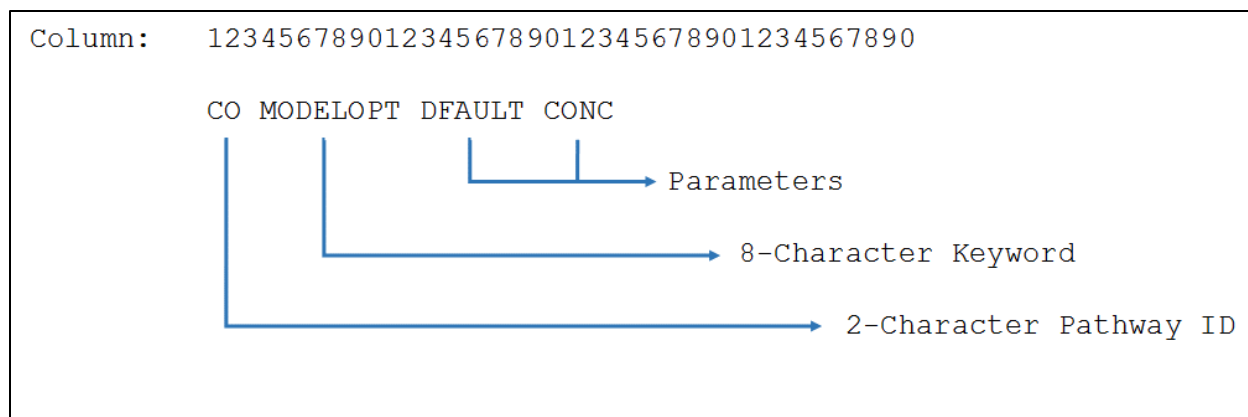 Column: 1234567890123456789012345678901234567890
CO MODELOPT DFAULT CONC
Parameters
8-Character Keyword
2-Character Pathway ID